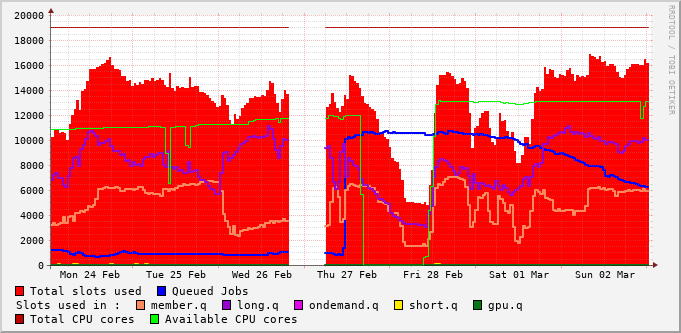 RRDTOOL / TOBI OETIKER
20000
18000
16000
14000
12000
10000
8000
6000
4000
2000
0
Mon 24 Feb Tue 25 Feb Wed 26 Feb Thu 27 Feb Fri 28 Feb Sat 01 Mar Sun 02 Mar
Total slots used Queued Jobs
Slots used in : member.q long.q ondemand.q short.q gpu.q
Total CPU cores Available CPU cores